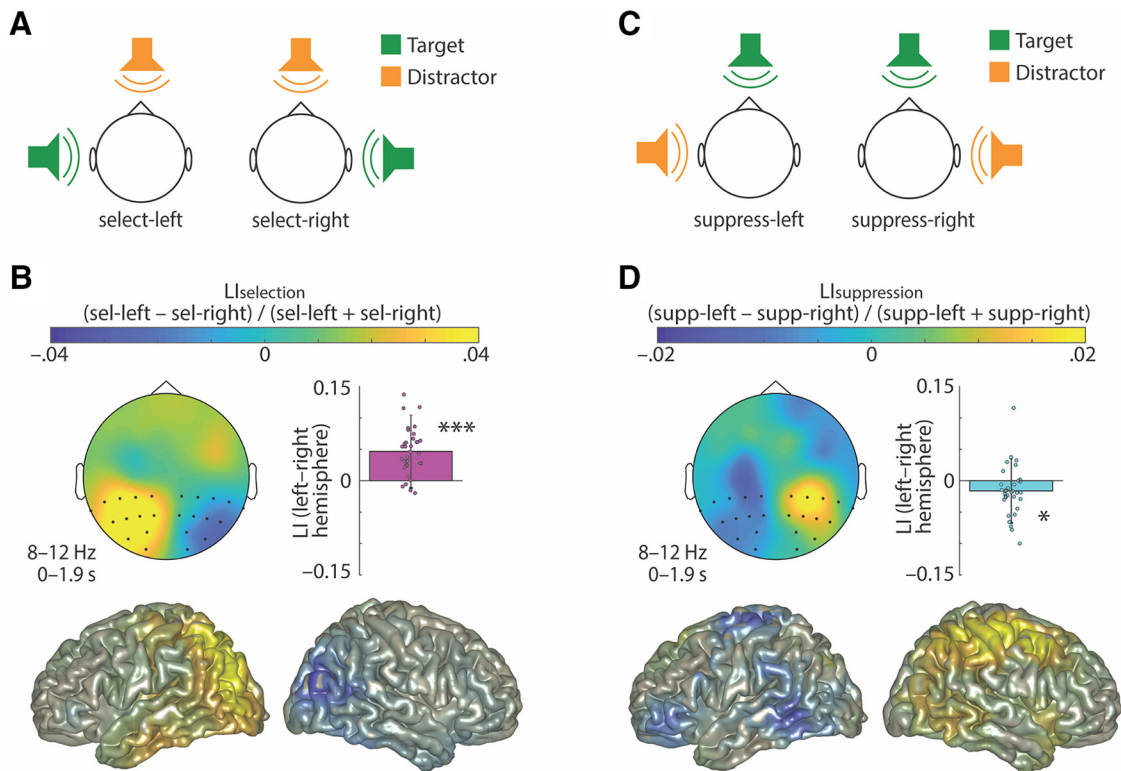 A
Target
Distractor
select-left
select-right
B
LIselection
(sel-left – sel-right) / (sel-left + sel-right)
–.04
0
.04
8–12 Hz
0–1.9 s
LI (left–right
hemisphere)
0.15
0
–0.15
***
C
Target
Distractor
suppress-left
suppress-right
D
LIsuppression
(supp-left – supp-right) / (supp-left + supp-right)
–0.02
0
.02
8–12 Hz
0–1.9 s
LI (left–right
hemisphere)
0.15
0
–0.15
*